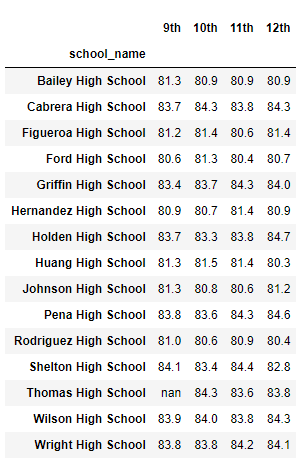 9th 10th 11th 12th
school_name
Bailey High School 81.3 80.9 80.9 80.9
Cabrera High School 83.7 84.3 83.8 84.3
Figueroa High School 81.2 81.4 80.6 81.4
Ford High School 80.6 81.3 80.4 80.7
Griffin High School 83.4 83.7 84.3 84.0
Hernandez High School 80.9 80.7 81.4 80.9
Holden High School 83.7 83.3 83.8 84.7
Huang High School 81.3 81.5 81.4 80.3
Johnson High School 81.3 80.8 80.6 81.2
Pena High School 83.8 83.6 84.3 84.6
Rodriguez High School 81.0 80.6 80.9 80.4
Shelton High School 84.1 83.4 84.4 82.8
Thomas High School nan 84.3 83.6 83.8
Wilson High School 83.9 84.0 83.8 84.3
Wright High School 83.8 83.8 84.2 84.1